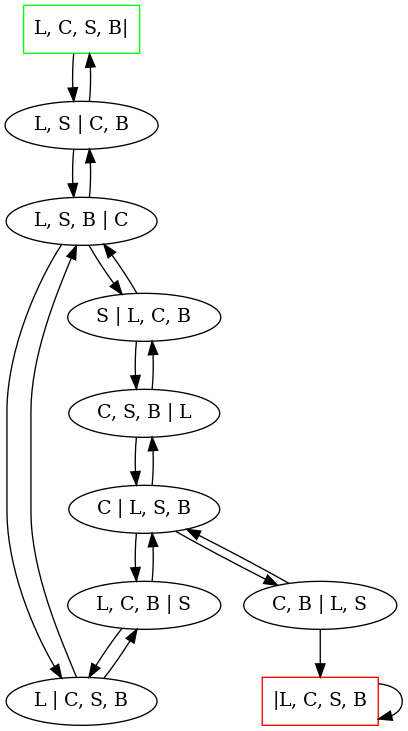 L, C, S, B|
L, S | C, B
L, S, B | C
S | L, C, B
C, S, B | L
C | L, S, B
L, C, B | S
C, B | L, S
L | C, S, B
|L, C, S, B